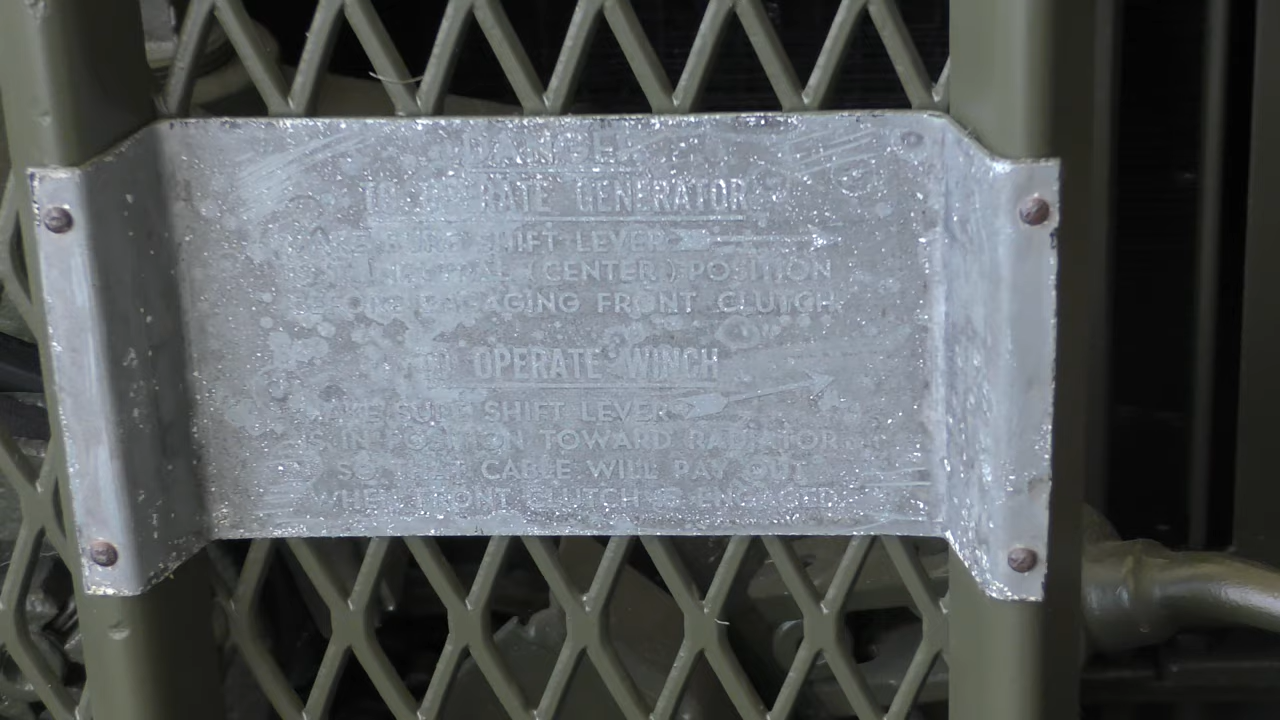 DANGER
TO OPERATE GENERATOR
MAKE SURE SHIFT LEVER
IS IN NEUTRAL (CENTER) POSITION
BEFORE ENGAGING FRONT CLUTCH
TO OPERATE WINCH
MAKE SURE SHIFT LEVER
IS IN POSITION TOWARD RADIATOR
SO THAT CABLE WILL PAY OUT
WHEN FRONT CLUTCH IS ENGAGED